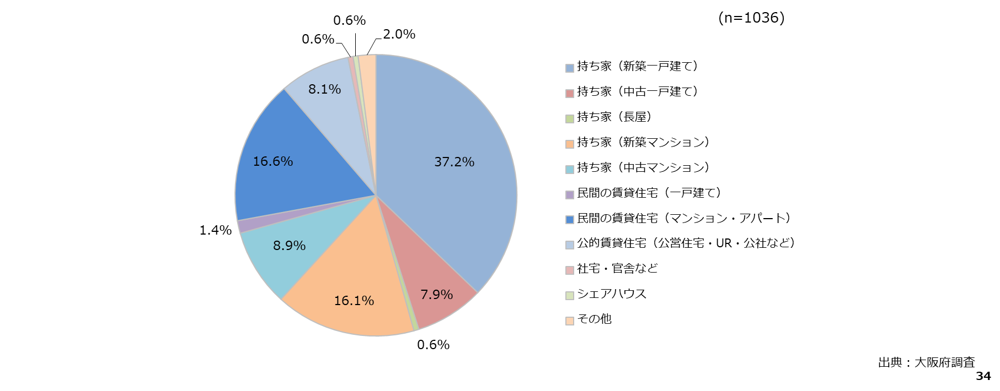 (n=1036)
0.6%
0.6%
2.0%
8.1%
37.2%
16.6%
1.4%
8.9%
16.1%
7.9%
0.6%
持ち家（新築一戸建て）
持ち家（中古一戸建て）
持ち家（長屋）
持ち家（新築マンション）
持ち家（中古マンション）
民間の賃貸住宅（一戸建て）
民間の賃貸住宅（マンション・アパート）
公的賃貸住宅（公営住宅・UR・公社など）
社宅・官舎など
シェアハウス
その他
出典：大阪府調査
34